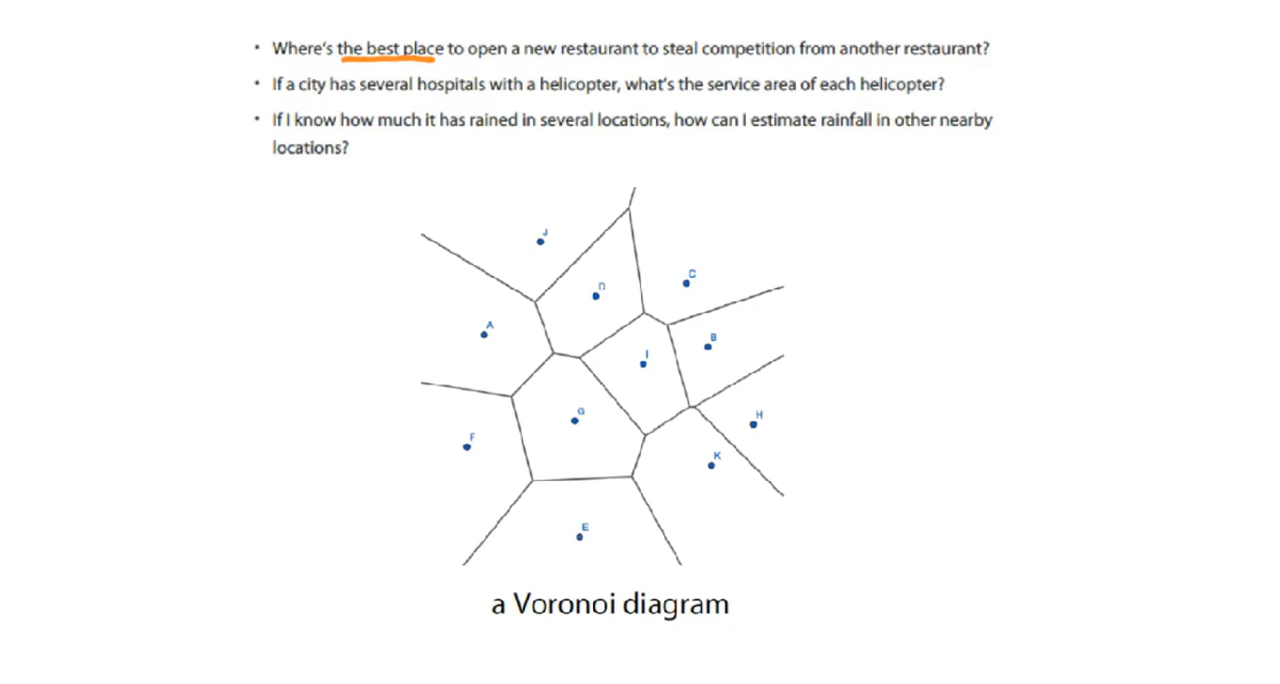 • Where's the best place to open a new restaurant to steal competition from another restaurant?
• If a city has several hospitals with a helicopter, what's the service area of each helicopter?
• If I know how much it has rained in several locations, how can I estimate rainfall in other nearby
locations?
J
C
D
A
B
I
G
H
F
K
E
a Voronoi diagram